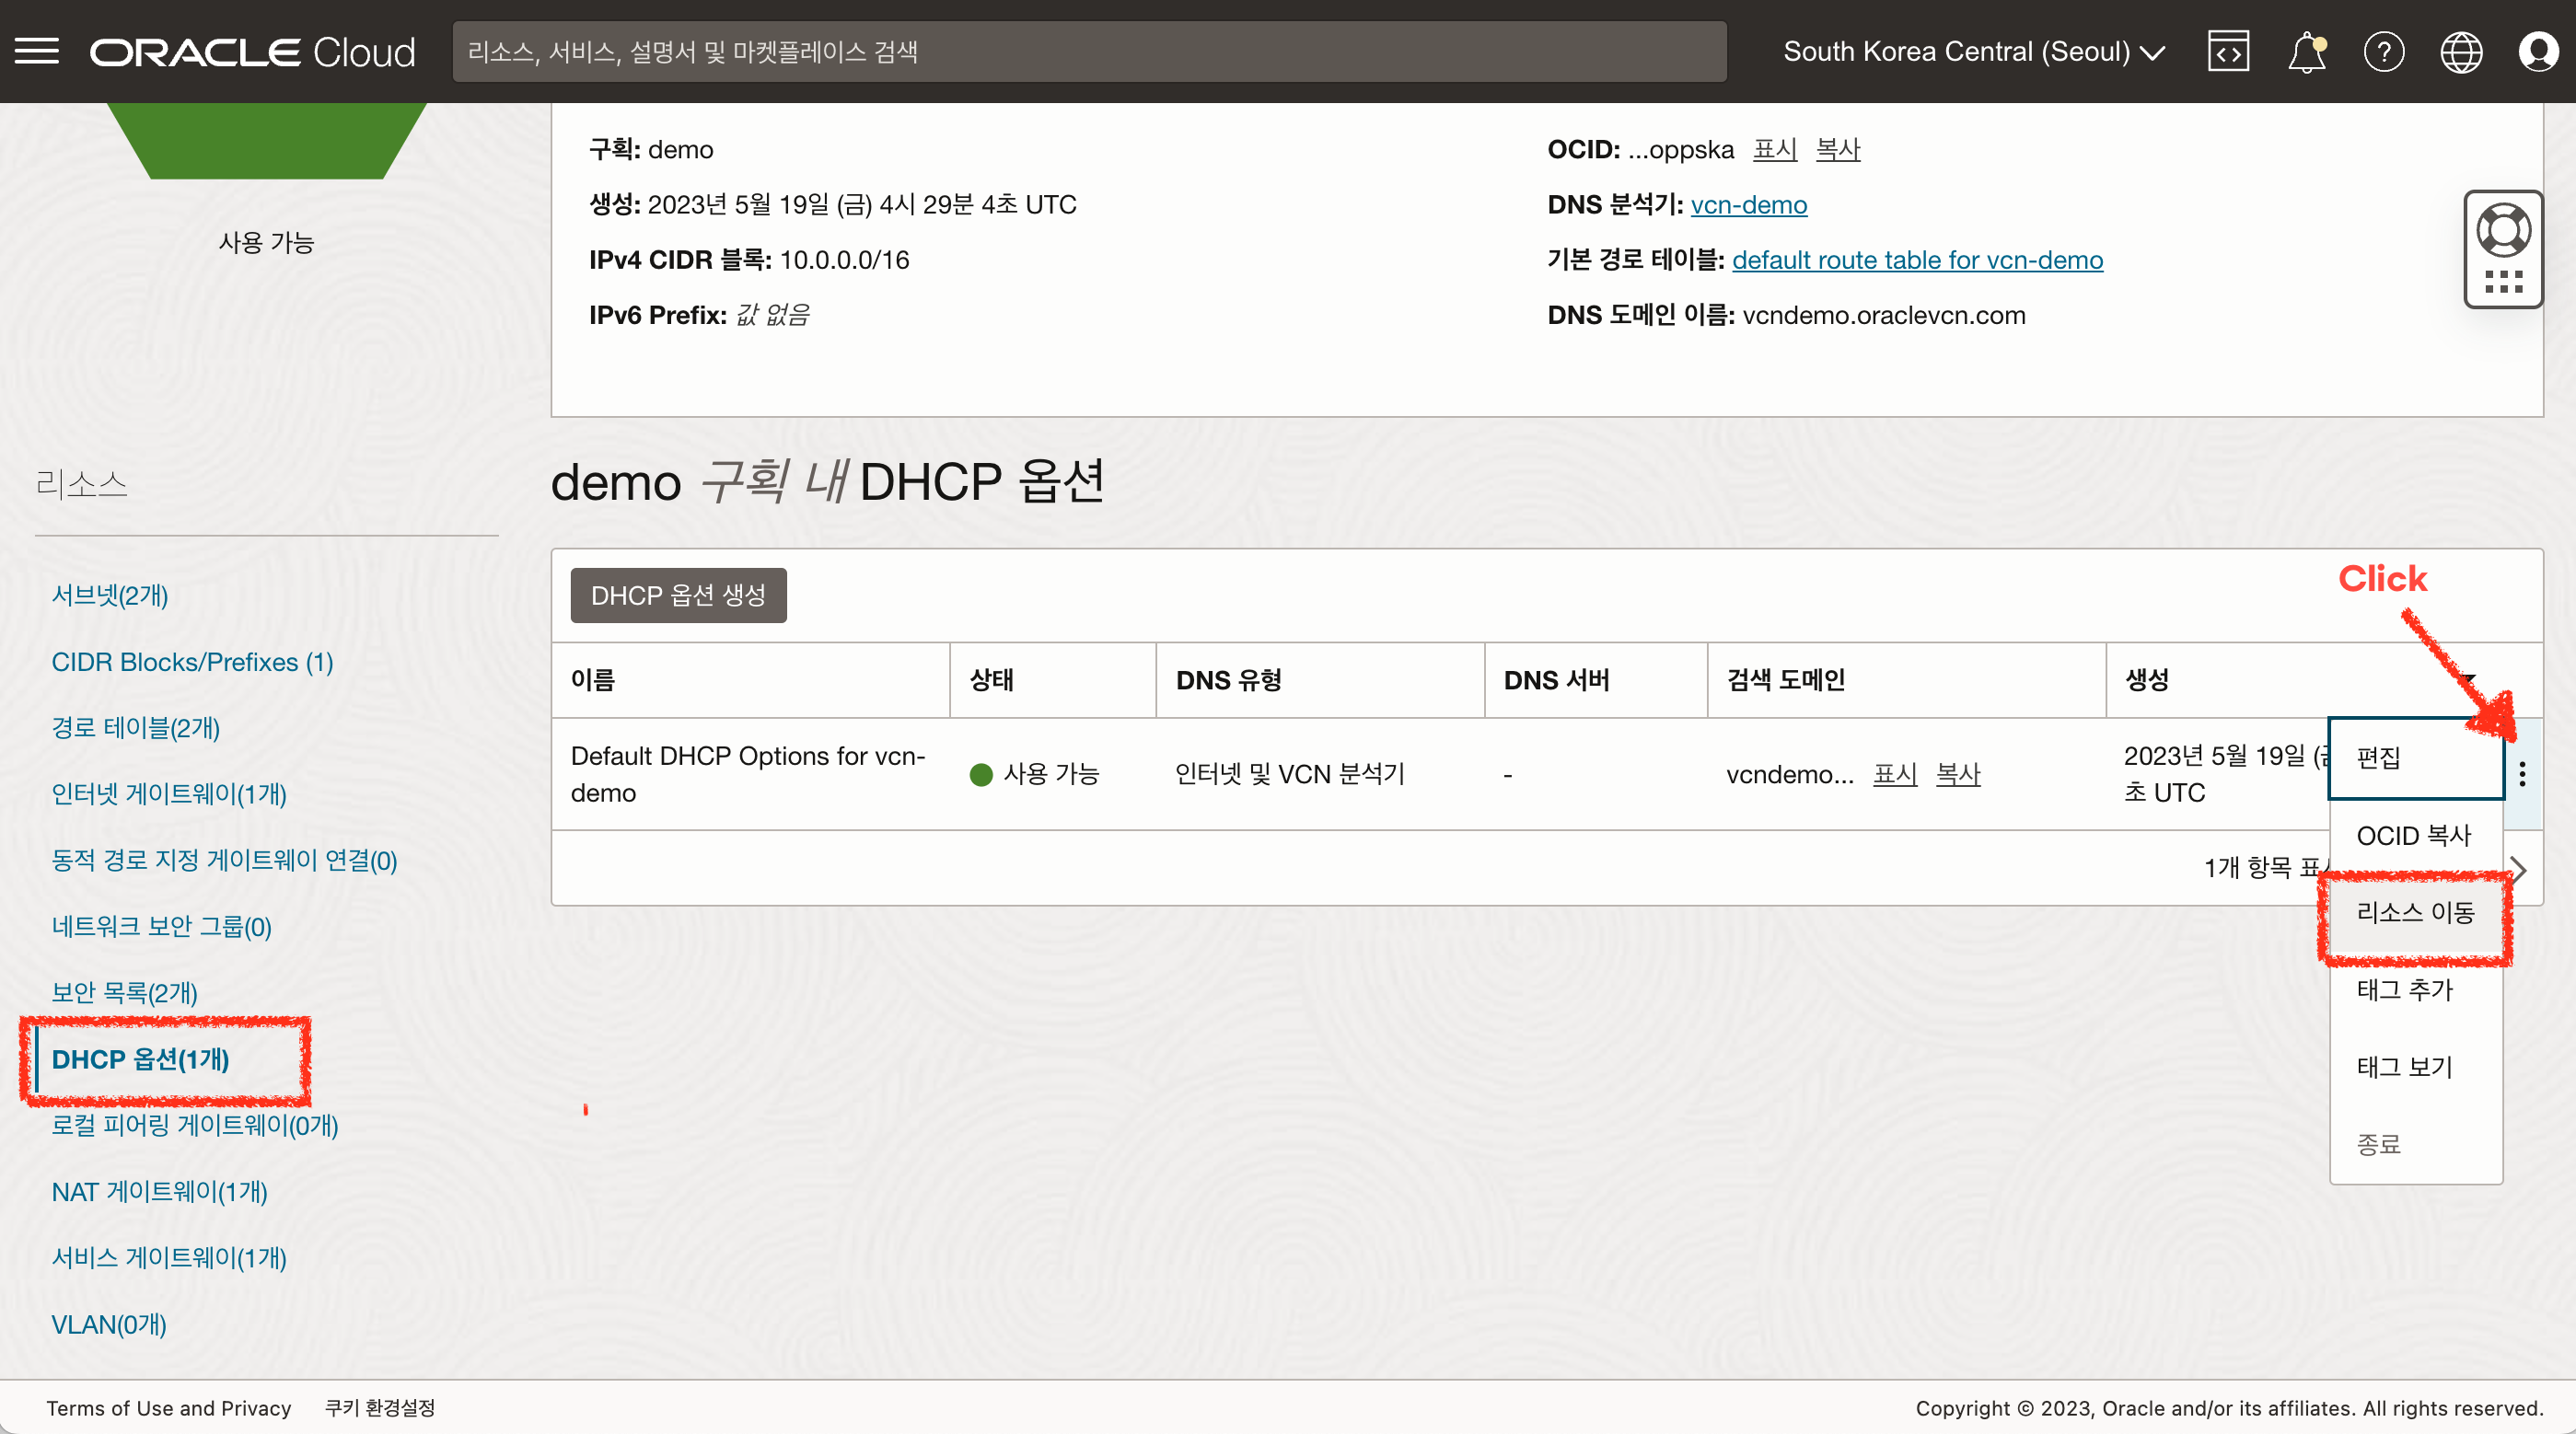 ORACLE Cloud
리소스, 서비스, 설명서 및 마켓플레이스 검색
South Korea Central (Seoul)
사용 가능
구획: demo
생성: 2023년 5월 19일 (금) 4시 29분 4초 UTC
IPv4 CIDR 블록: 10.0.0.0/16
IPv6 Prefix: 값 없음
OCID: ...oppska 표시 복사
DNS 분석기: vcn-demo
기본 경로 테이블: default route table for vcn-demo
DNS 도메인 이름: vcndemo.oraclevcn.com
리소스
서브넷(2개)
CIDR Blocks/Prefixes (1)
경로 테이블(2개)
인터넷 게이트웨이(1개)
동적 경로 지정 게이트웨이 연결(0)
네트워크 보안 그룹(0)
보안 목록(2개)
DHCP 옵션(1개)
로컬 피어링 게이트웨이(0개)
NAT 게이트웨이(1개)
서비스 게이트웨이(1개)
VLAN(0개)
demo 구획 내 DHCP 옵션
DHCP 옵션 생성
Click
이름 상태 DNS 유형 DNS 서버 검색 도메인 생성
Default DHCP Options for vcn-
demo
사용 가능
인터넷 및 VCN 분석기
-
vcndemo... 표시 복사
2023년 5월 19일
초 UTC
1개 항목
편집
OCID 복사
리소스 이동
태그 추가
태그 보기
종료
Terms of Use and Privacy 쿠키 환경설정
Copyright © 2023, Oracle and/or its affiliates. All rights reserved.